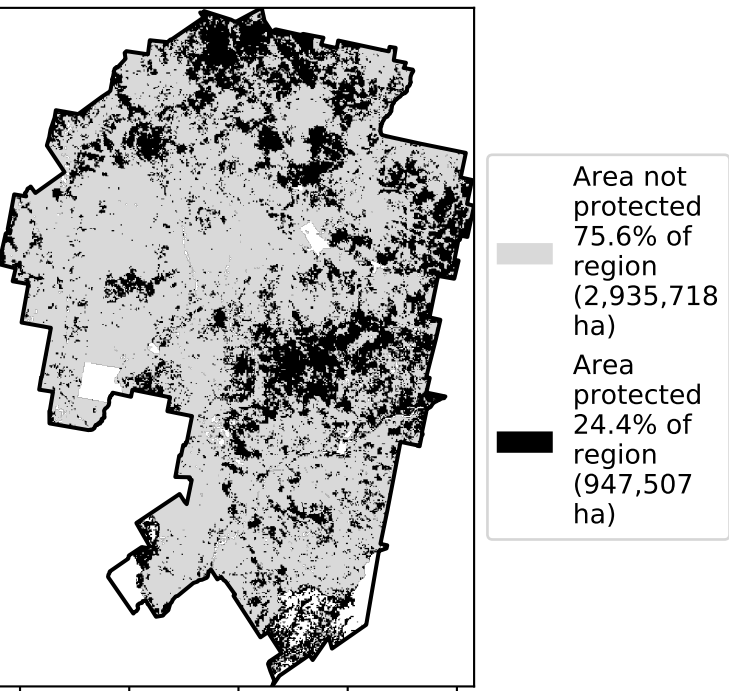 Area not
protected
75.6% of
region
(2,935,718
ha)
Area
protected
24.4% of
region
(947,507
ha)